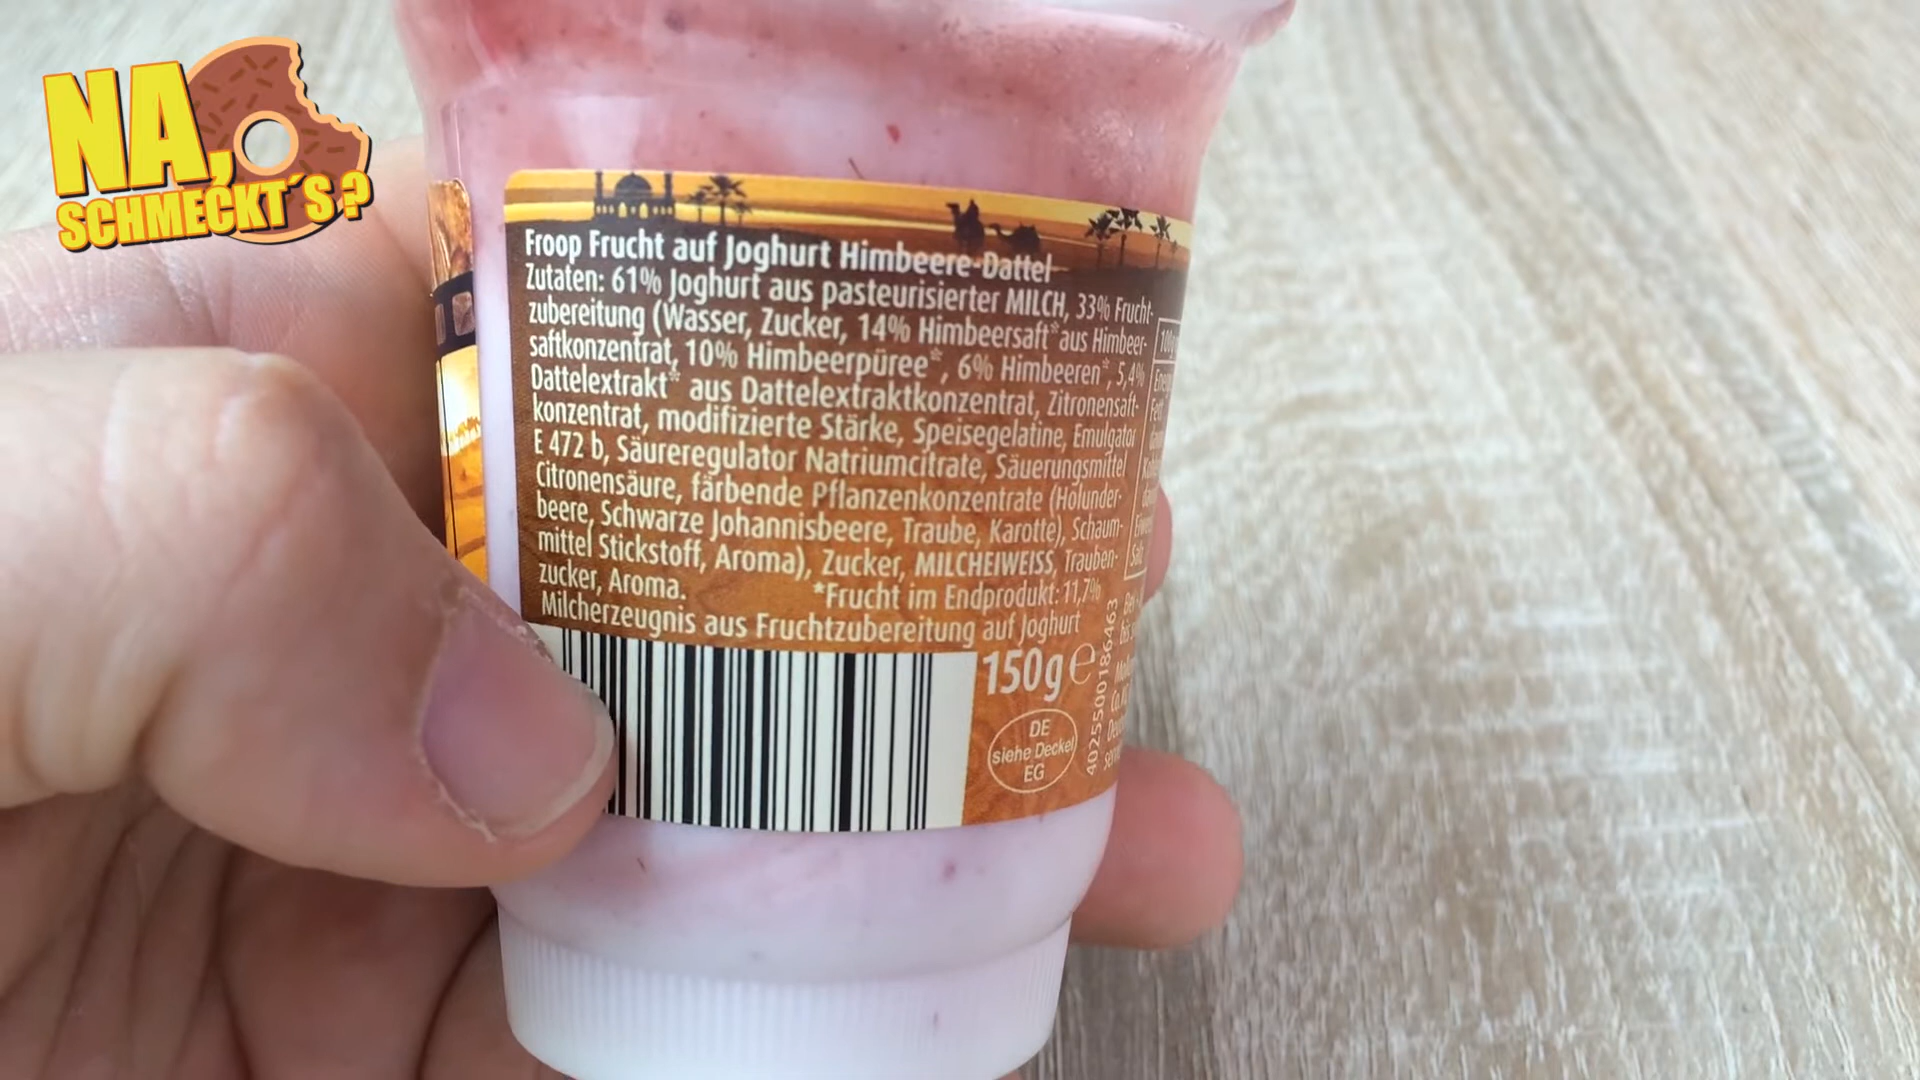 NA,
SCHMECKT´S?
Froop Frucht auf Joghurt Himbeere-Dattel
Zutaten: 61% Joghurt aus pasteurisierter MILCH, 33% Frucht-
zubereitung (Wasser, Zucker, 14% Himbeersaft* aus Himbeer-
saftkonzentrat, 10% Himbeerpüree*, 6% Himbeeren*, 5,4%
Dattelextrakt* aus Dattelextraktkonzentrat, Zitronensaft-
konzentrat, modifizierte Stärke, Speisegelatine, Emulgator
E 472 b, Säureregulator Natriumcitrate, Säuerungsmittel
Citronensäure, färbende Pflanzenkonzentrate (Holunder-
beere, Schwarze Johannisbeere, Traube, Karotte), Schaum-
mittel Stickstoff, Aroma), Zucker, MILCHEIWEISS, Trauben-
zucker, Aroma. *Frucht im Endprodukt: 11,7%
Milcherzeugnis aus Fruchtzubereitung auf Joghurt
150g e
DE
siehe Deckel
EG
4025500186463